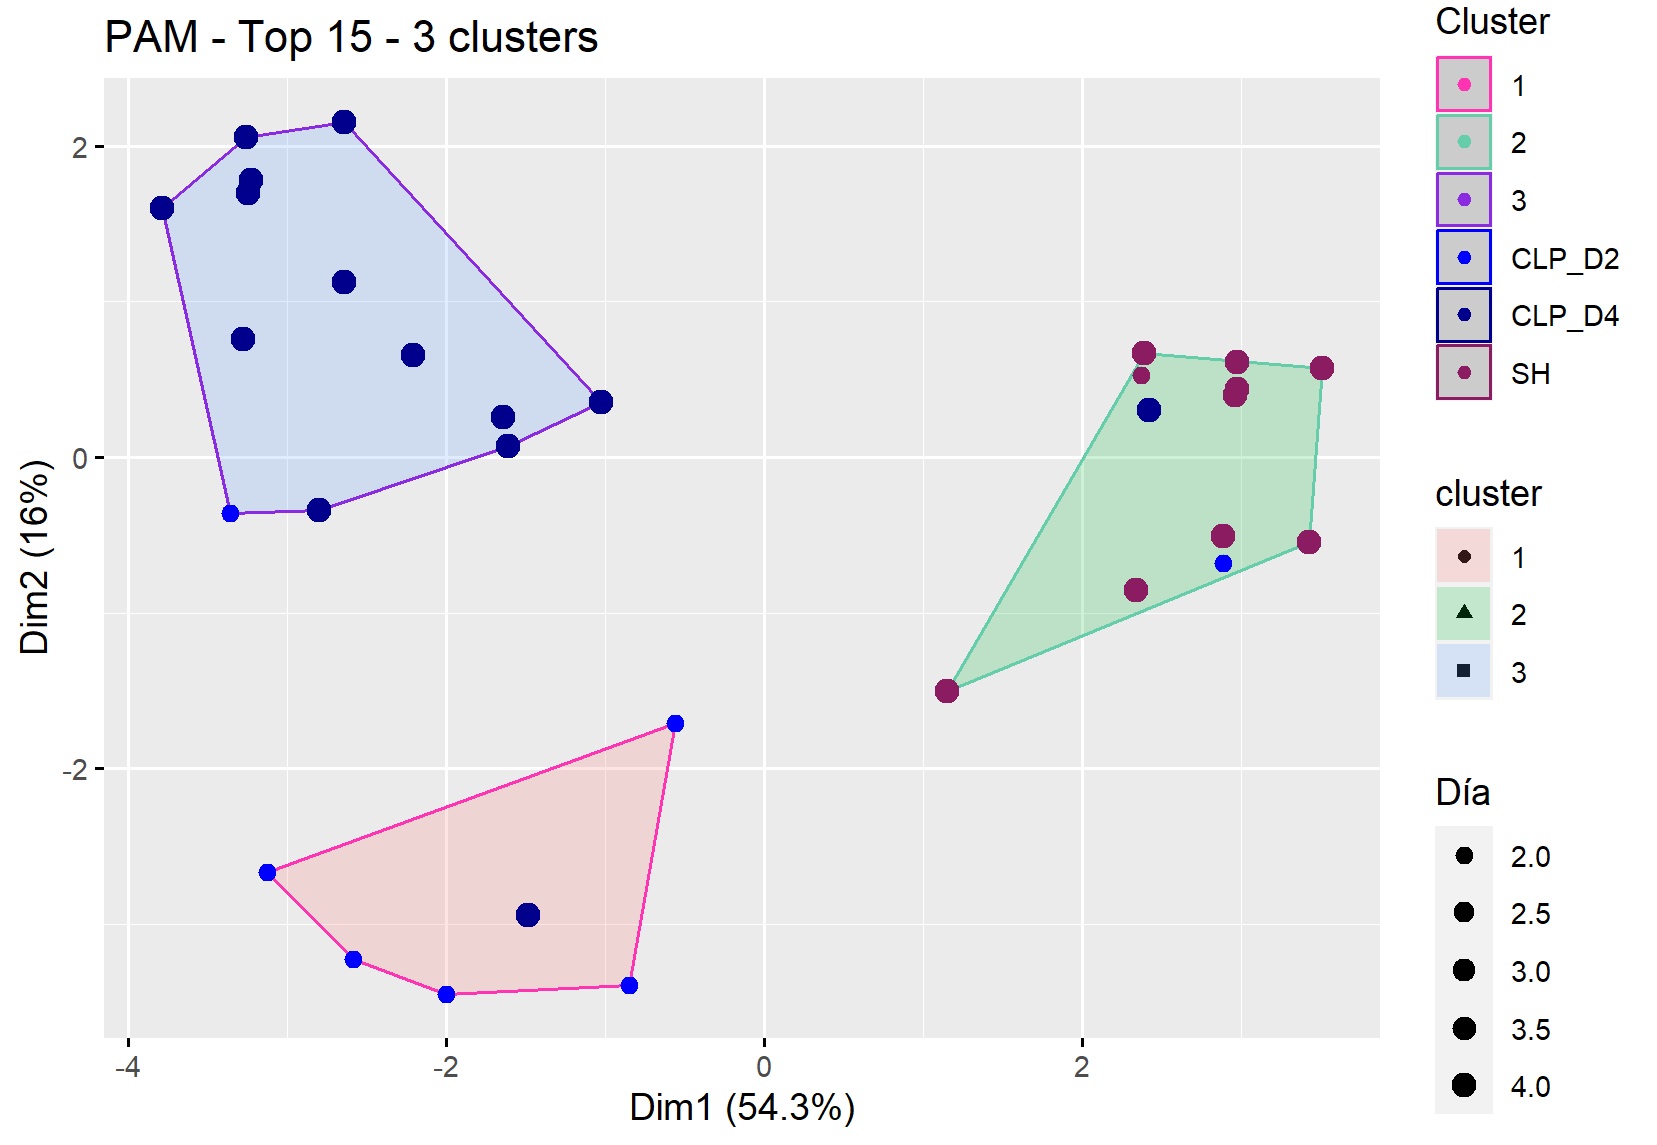 PAM - Top 15 - 3 clusters
2
0
-2
-4
-2
0
2
Dim2 (16%)
Dim1 (54.3%)
Cluster
1
2
3
CLP_D2
CLP_D4
SH
cluster
1
2
3
Día
2.0
2.5
3.0
3.5
4.0